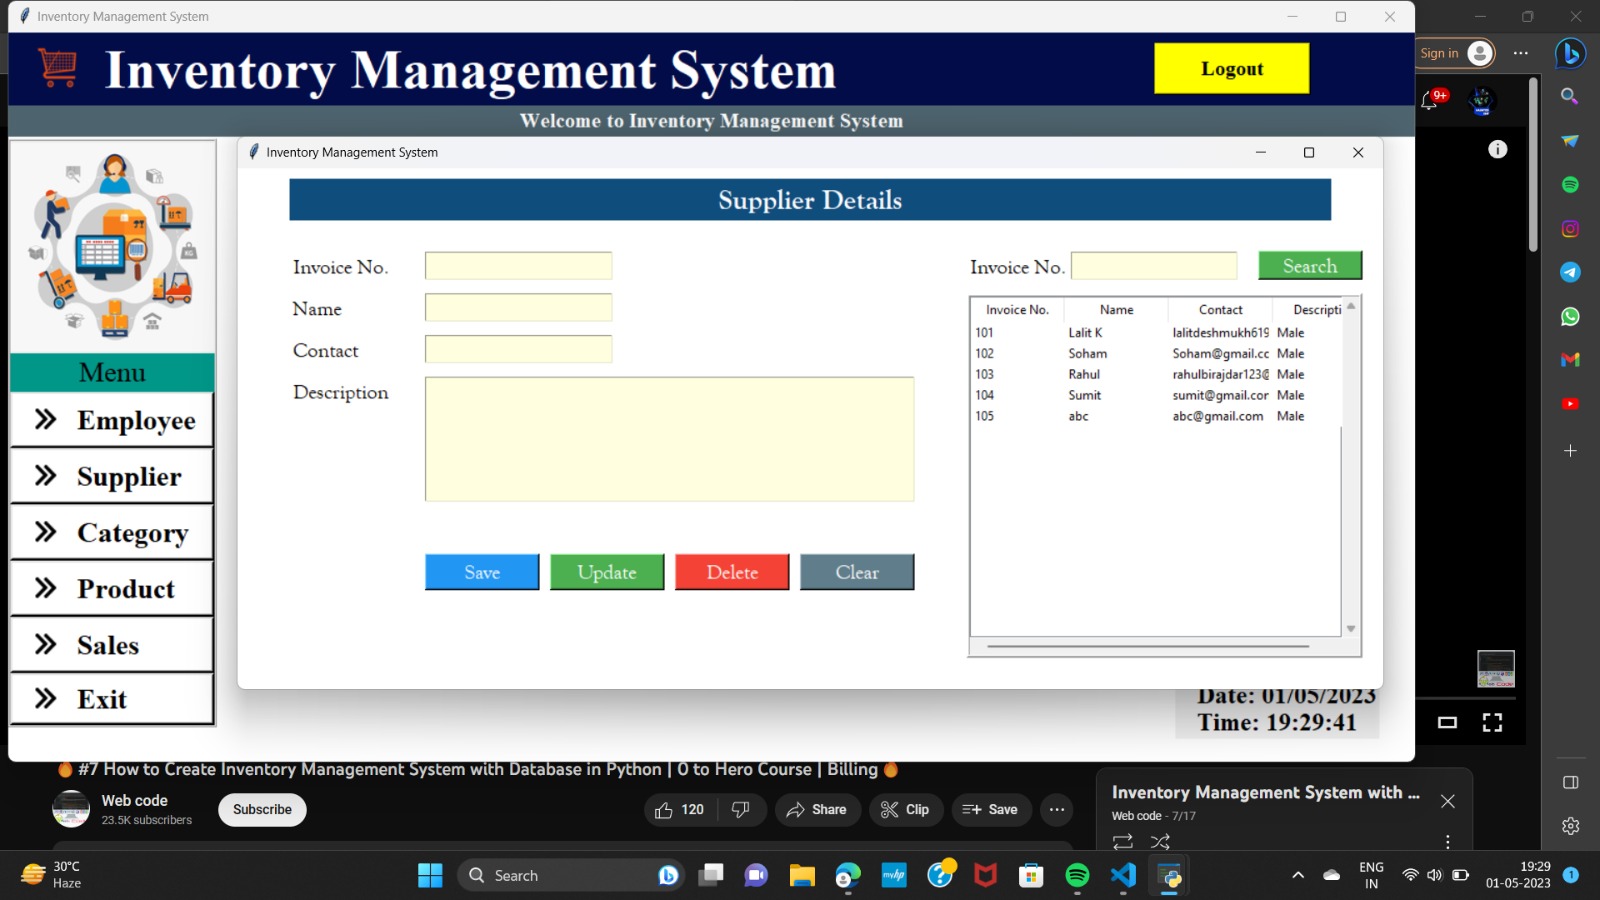 Inventory Management System
Inventory Management System
Logout
Welcome to Inventory Management System
Sign in
9+
Inventory Management System
Supplier Details
Invoice No.
Name
Contact
Description
Invoice No.
Search
Invoice No. Name Contact Descripti
101 Lalit K lalitdeshmukh619 Male
102 Soham Soham@gmail.cc Male
103 Rahul rahulbirajdar123@ Male
104 Sumit sumit@gmail.cor Male
105 abc abc@gmail.com Male
Save Update Delete Clear
Menu
Employee
Supplier
Category
Product
Sales
Exit
Date: 01/05/2023
Time: 19:29:41
#7 How to Create Inventory Management System with Database in Python | 0 to Hero Course | Billing
Web code
23.5K subscribers
Subscribe
120
Share
Clip
Save
Inventory Management System with ...
Web code - 7/17
30°C
Haze
Search
myhp
ENG
IN
19:29
01-05-2023
1